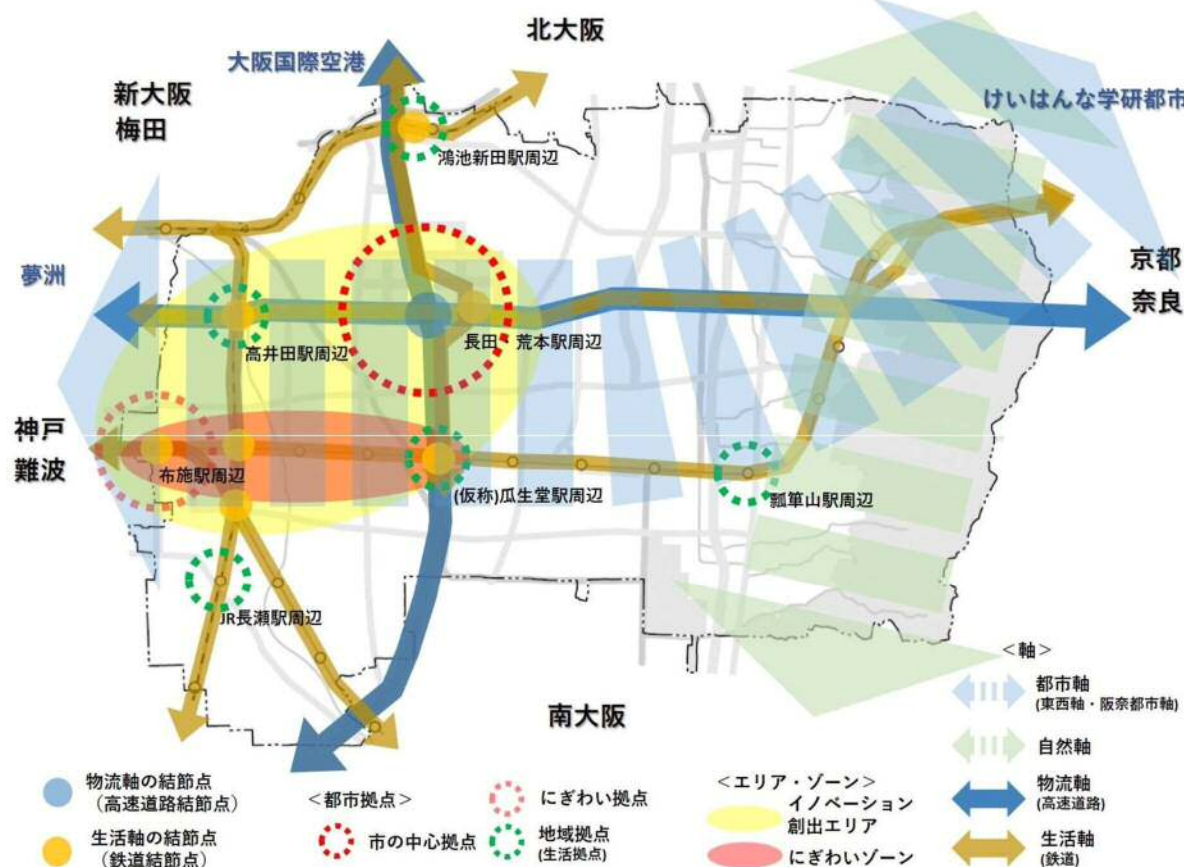 北大阪
大阪国際空港
新大阪
梅田
けいはんな学研都市
鴻池新田駅周辺
夢洲
京都
奈良
高井田駅周辺
長田・荒本駅周辺
神戸
難波
布施駅周辺
(仮称)瓜生堂駅周辺
瓢箪山駅周辺
JR長瀬駅周辺
南大阪
<軸>
都市軸
(東西軸・阪奈都市軸)
自然軸
物流軸
(高速道路)
生活軸
(鉄道)
物流軸の結節点
(高速道路結節点)
生活軸の結節点
(鉄道結節点)
<都市拠点>
市の中心拠点
にぎわい拠点
地域拠点
(生活拠点)
<エリア・ゾーン>
イノベーション
創出エリア
にぎわいゾーン